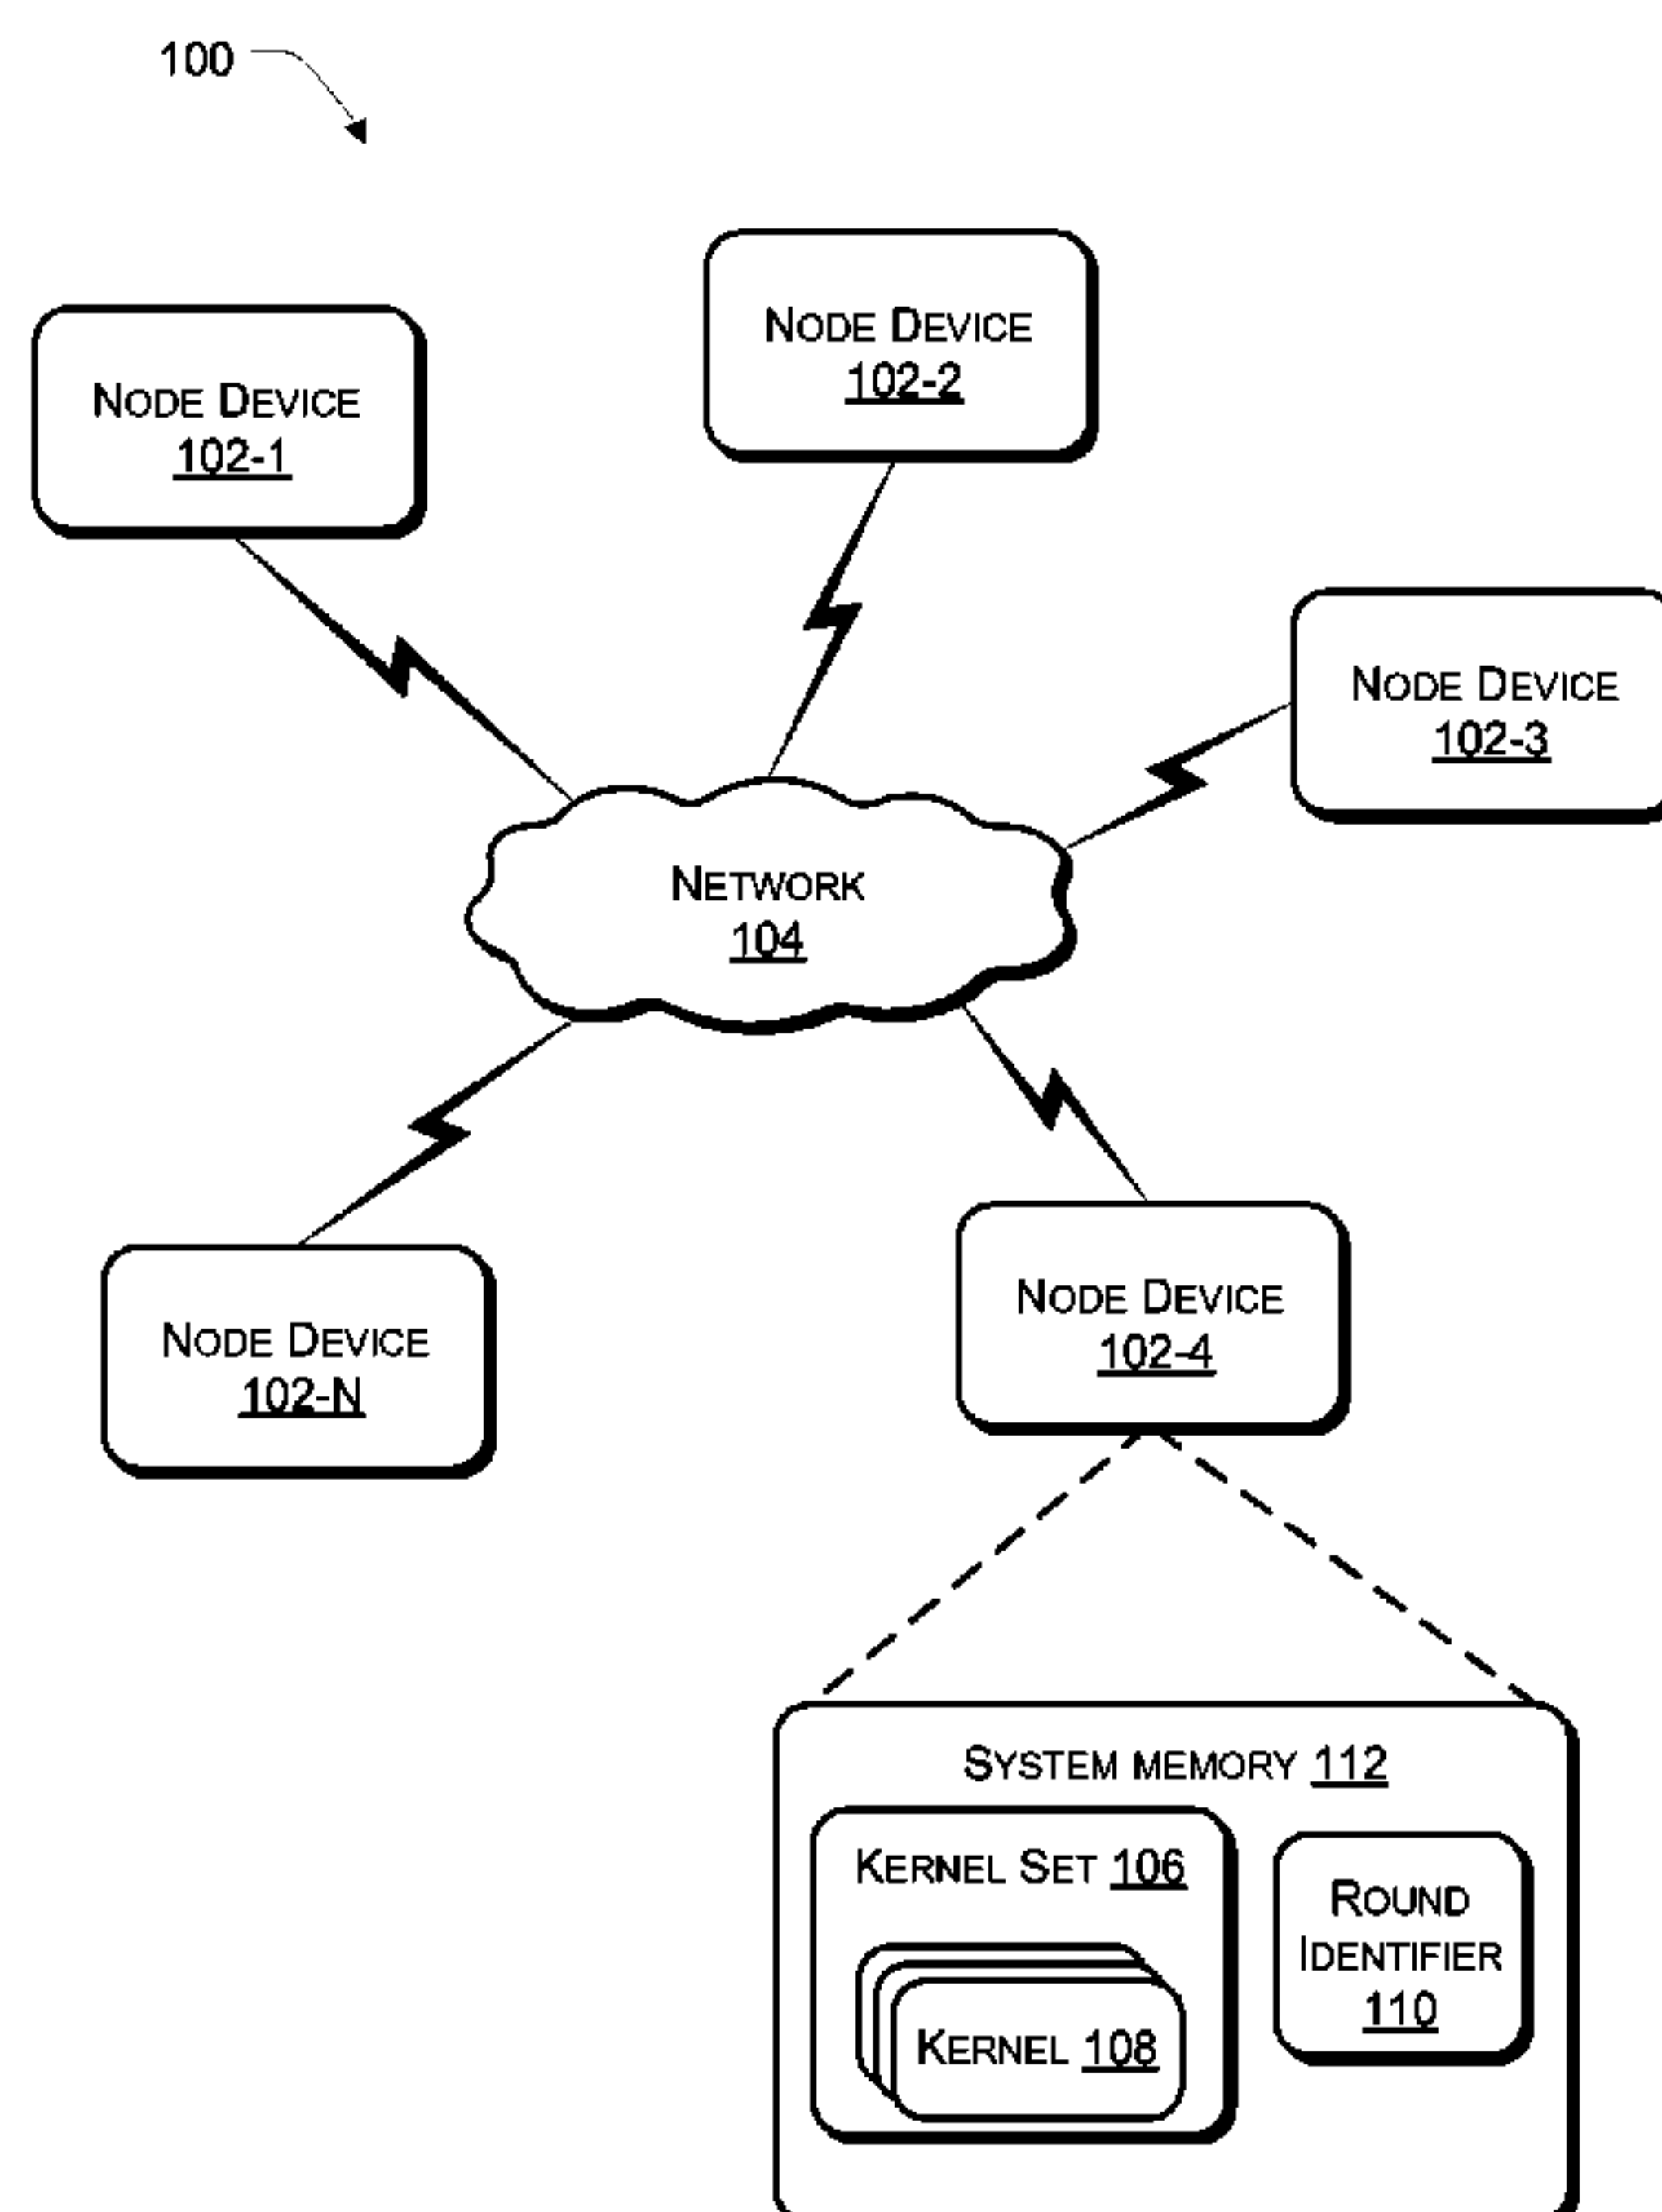 100
NODE DEVICE
102-2
NODE DEVICE
102-1
NODE DEVICE
102-3
NETWORK
104
NODE DEVICE
102-4
NODE DEVICE
102-N
SYSTEM MEMORY 112
KERNEL SET 106
ROUND
IDENTIFIER
110
KERNEL 108